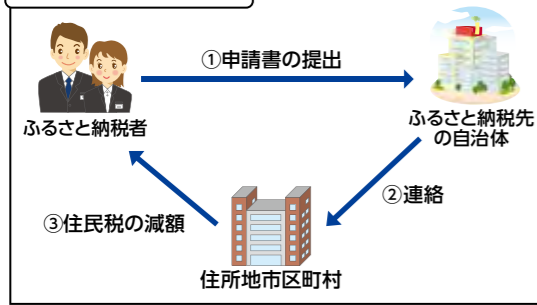 ①申請書の提出
ふるさと納税者
ふるさと納税先
の自治体
②連絡
③住民税の減額
住所地市区町村